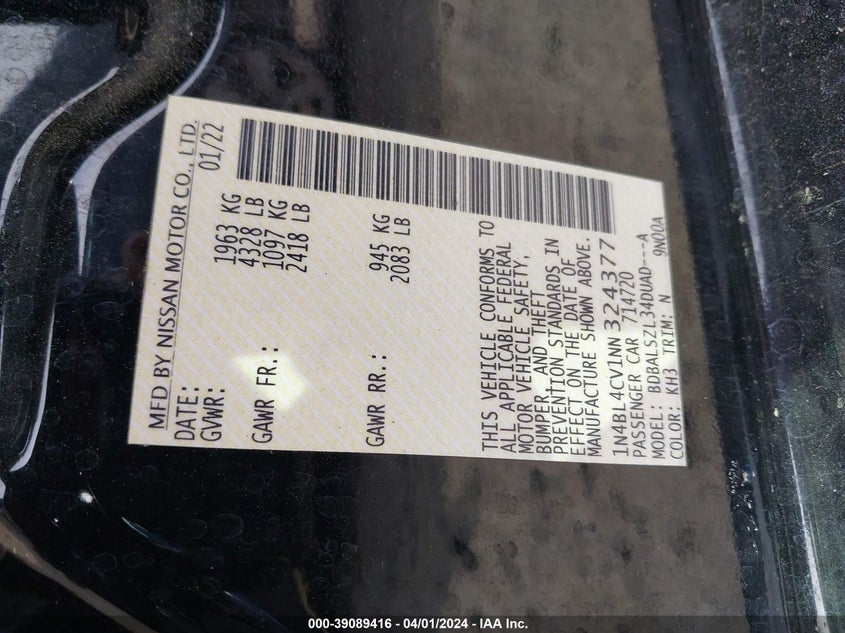 MFD BY NISSAN MOTOR CO., LTD.
DATE: 01/22
GVWR: 1963 KG
4328 LB
GAWR FR.: 1097 KG
2418 LB
GAWR RR.: 945 KG
2083 LB
THIS VEHICLE CONFORMS TO
ALL APPLICABLE FEDERAL
MOTOR VEHICLE SAFETY,
BUMPER, AND THEFT
PREVENTION STANDARDS IN
EFFECT ON THE DATE OF
MANUFACTURE SHOWN ABOVE.
1N4BL4CV1NN324377
PASSENGER CAR 714720
MODEL: BDBALSZL34DUAD---A
COLOR: KH3 TRIM: N 9N00A
000-39089416 - 04/01/2024 - IAA Inc.